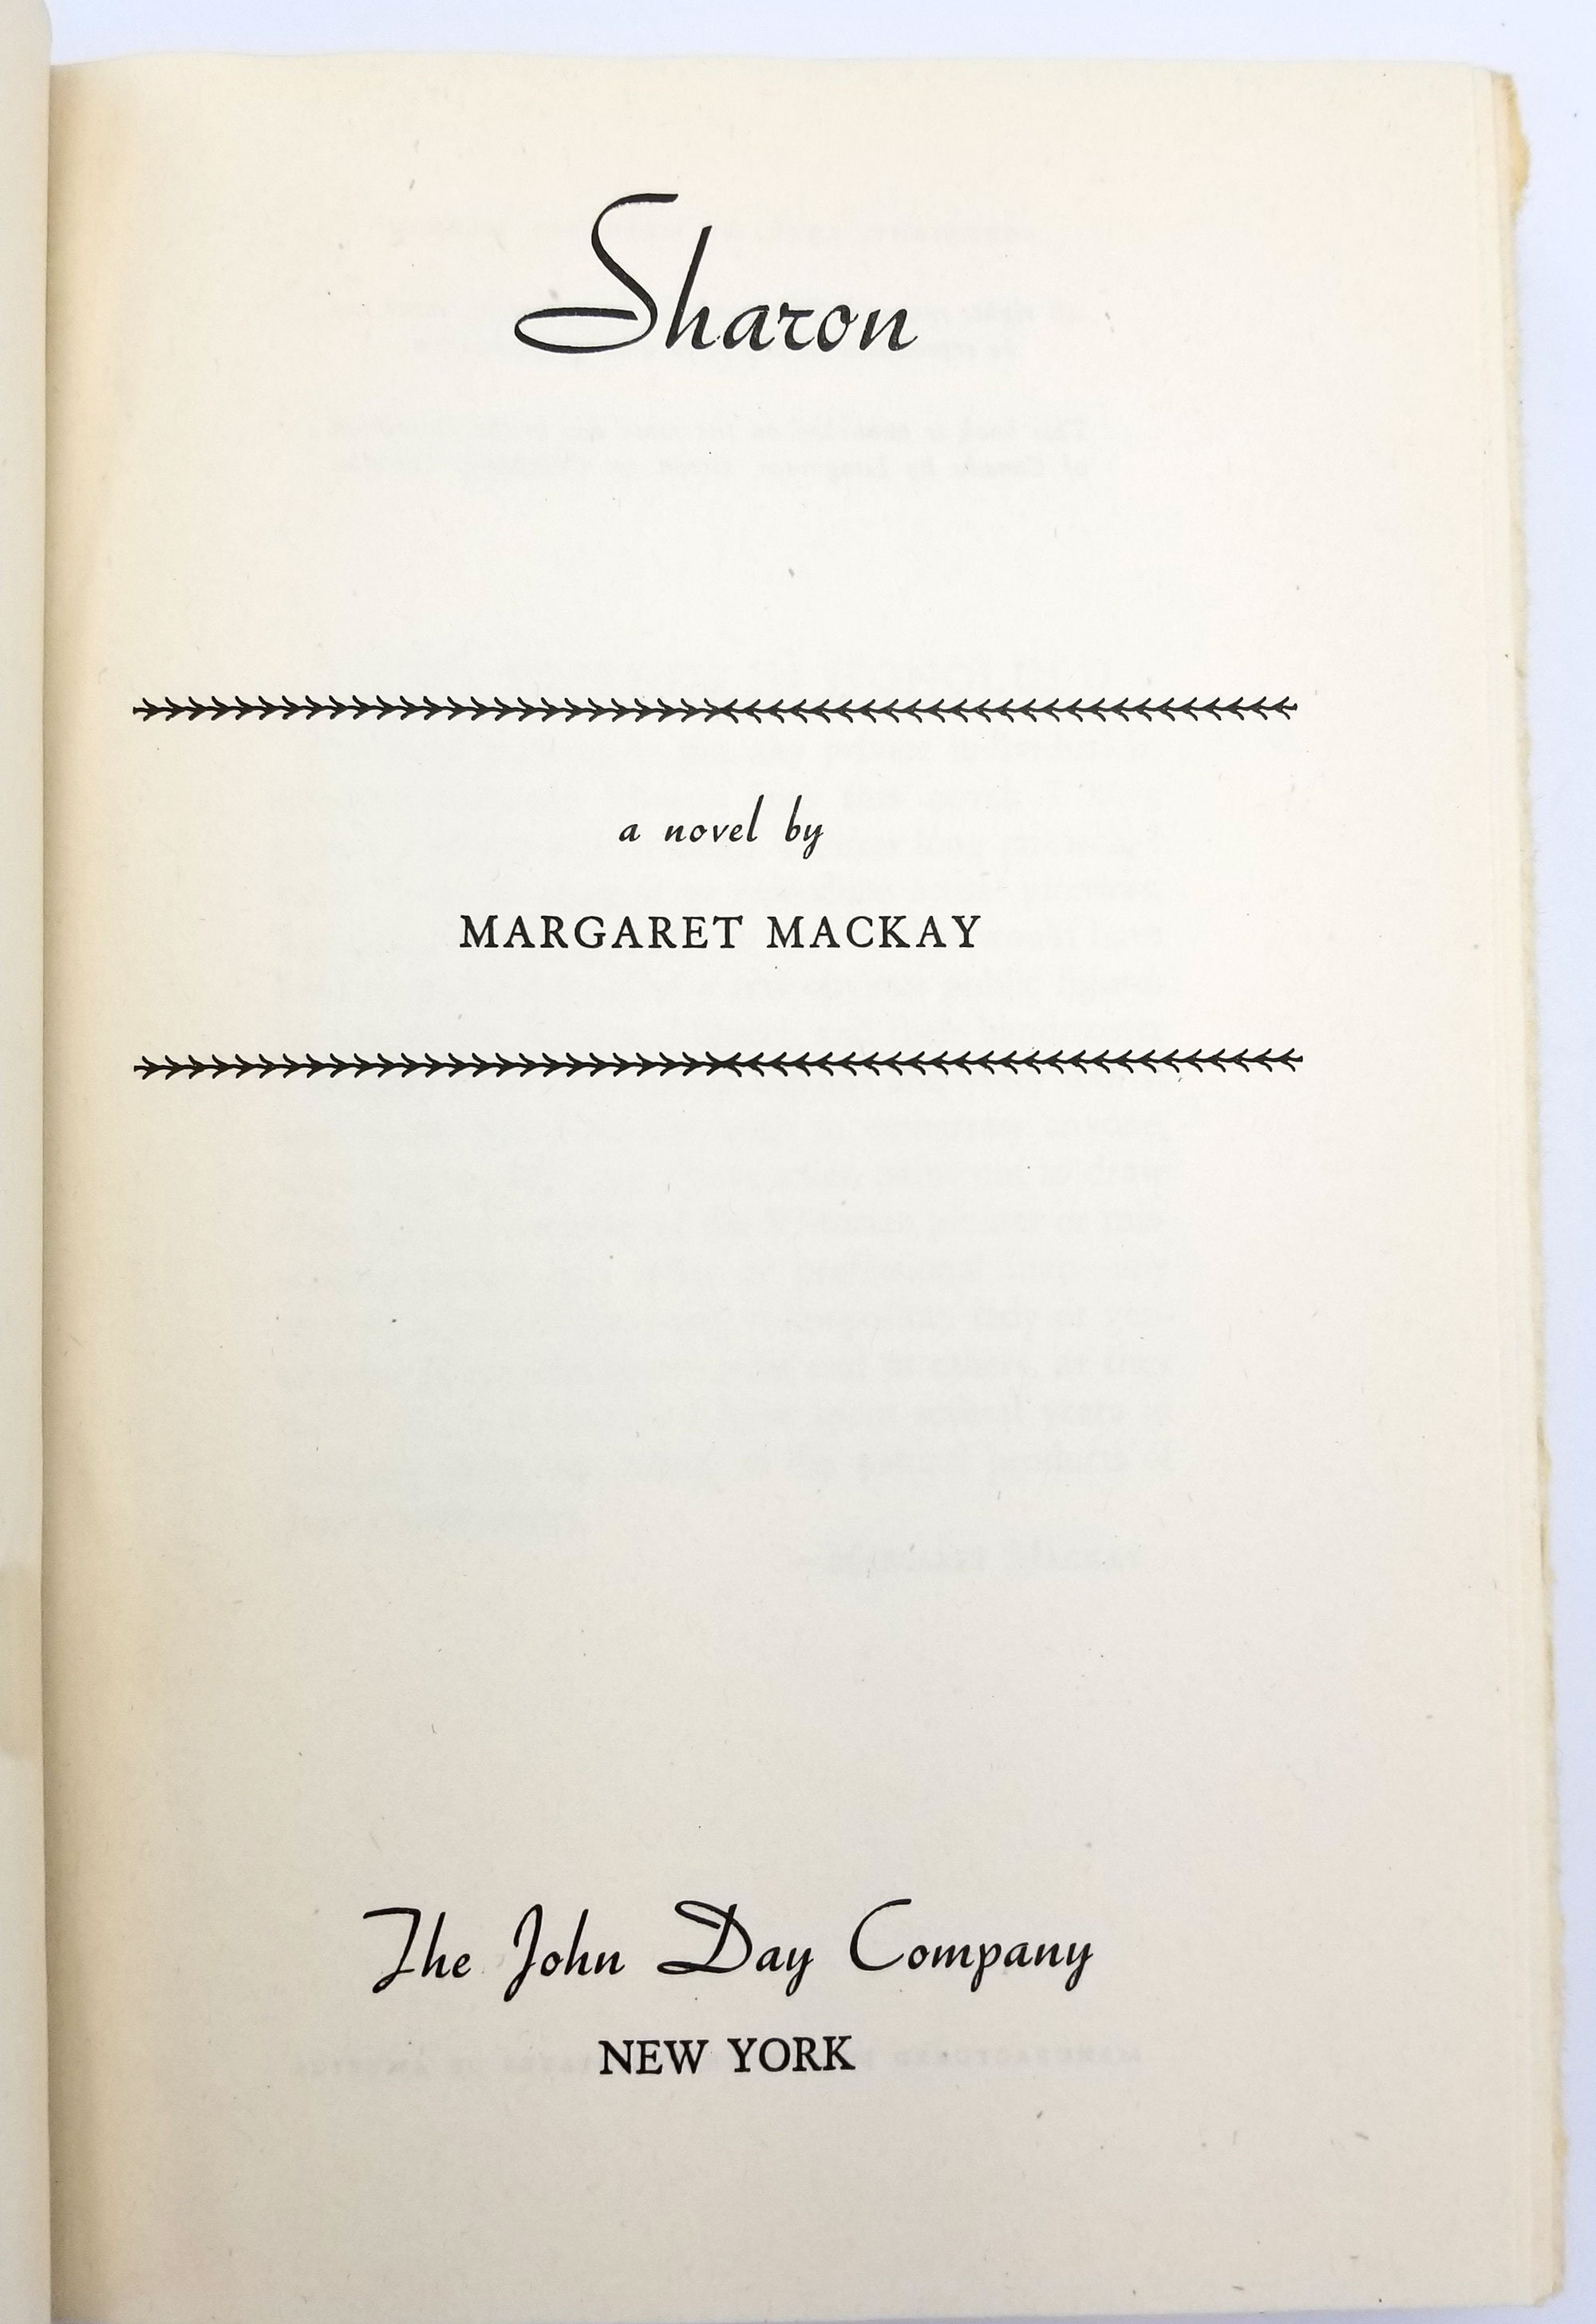 Sharon
a novel by
MARGARET MACKAY
The John Day Company
NEW YORK